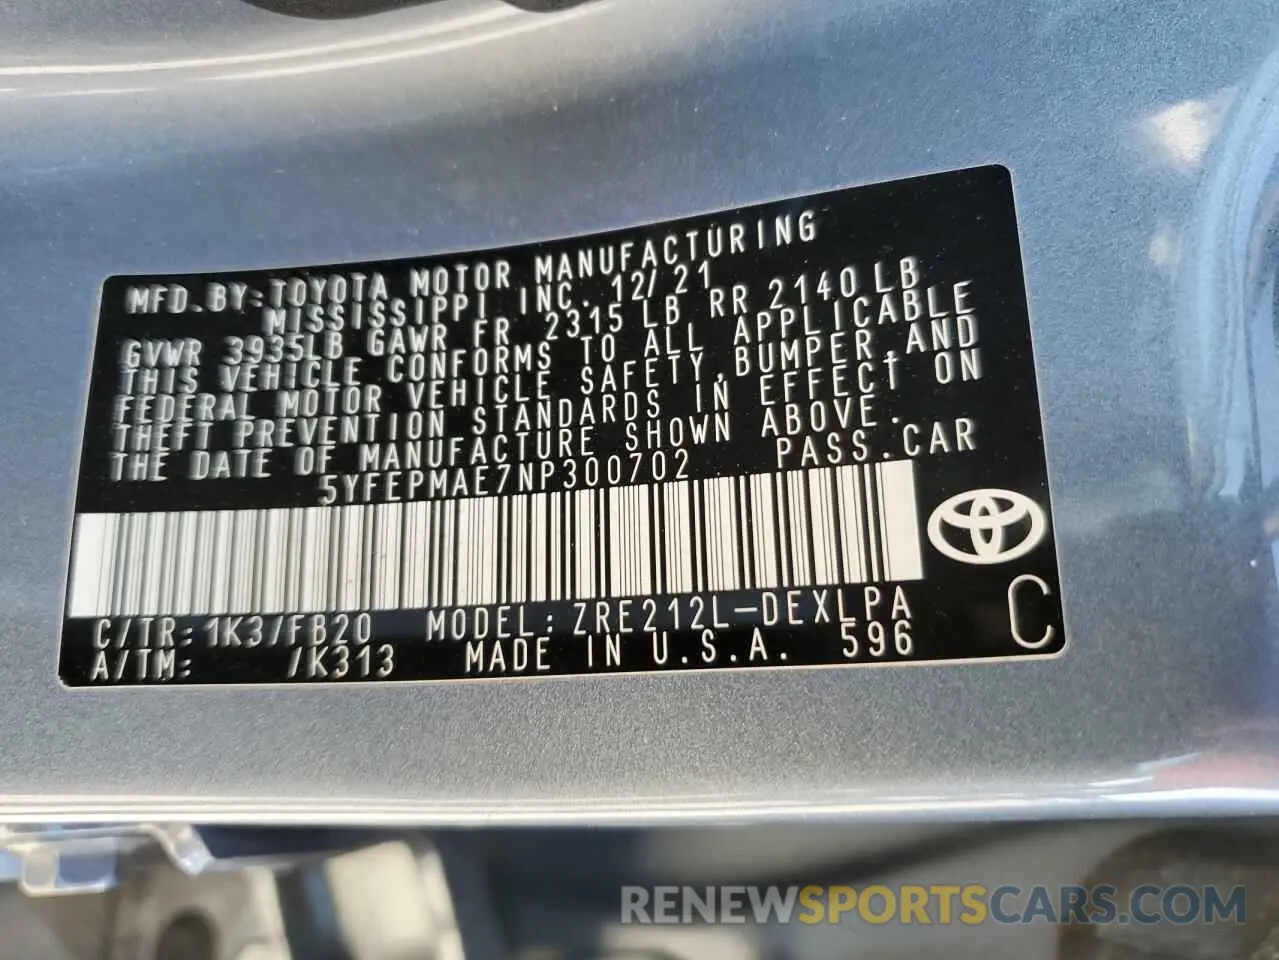 MFD. BY: TOYOTA MOTOR MANUFACTURING
MISSISSIPPI INC. 12/21
GVWR 3935LB GAWR FR 2315 LB RR 2140 LB
THIS VEHICLE CONFORMS TO ALL APPLICABLE
FEDERAL MOTOR VEHICLE SAFETY, BUMPER, AND
THEFT PREVENTION STANDARDS IN EFFECT ON
THE DATE OF MANUFACTURE SHOWN ABOVE.
5YFEPMAE7NP300702 PASS. CAR
C/TR: 1K3/FB20 MODEL: ZRE212L-DEXLPA
A/TM: /K313 MADE IN U.S.A. 596
C
RENEWSPORTSCARS.COM